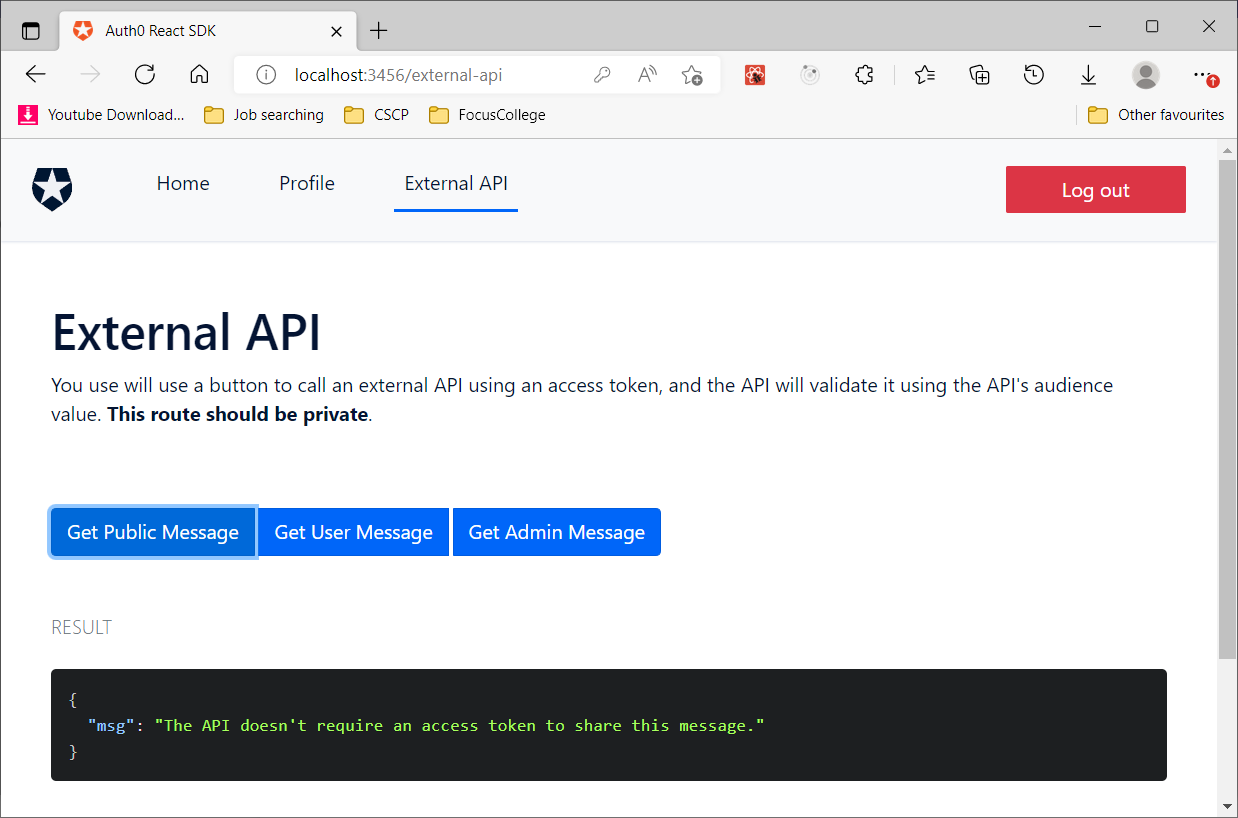 Auth0 React SDK
localhost:3456/external-api
Youtube Download... Job searching CSCP FocusCollege Other favourites
Home Profile External API Log out
External API
You use will use a button to call an external API using an access token, and the API will validate it using the API's audience
value. This route should be private.
Get Public Message Get User Message Get Admin Message
RESULT
{
"msg": "The API doesn't require an access token to share this message."
}